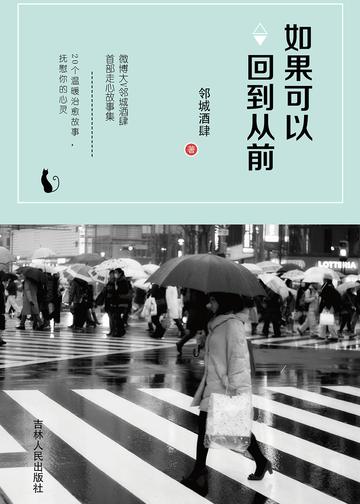 如果可以
回到从前
邻城酒肆
著
微博大V邻城酒肆
首部走心故事集
20个温暖治愈故事，
抚慰你的心灵
LOTTERIA
吉林人民出版社